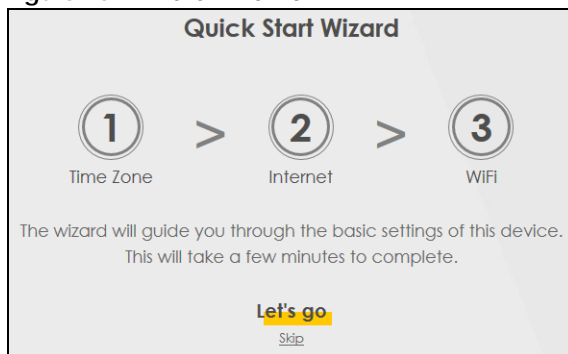 Quick Start Wizard
1 > 2 > 3
Time Zone Internet WiFi
The wizard will guide you through the basic settings of this device.
This will take a few minutes to complete.
Let's go
Skip